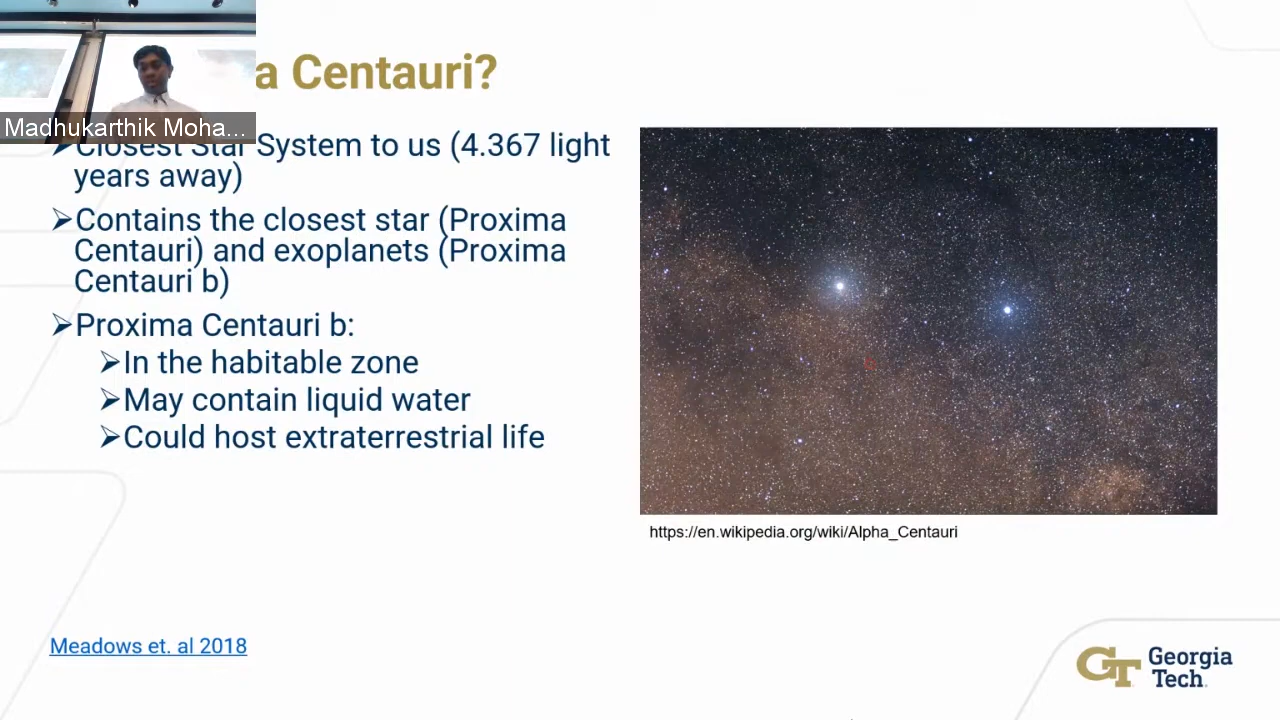 a Centauri?
Madhukarthik Moha...
➤Closest Star System to us (4.367 light
years away)
➤Contains the closest star (Proxima
Centauri) and exoplanets (Proxima
Centauri b)
➤Proxima Centauri b:
➤In the habitable zone
➤May contain liquid water
➤Could host extraterrestrial life
https://en.wikipedia.org/wiki/Alpha_Centauri
Meadows et. al 2018
GT Georgia
Tech